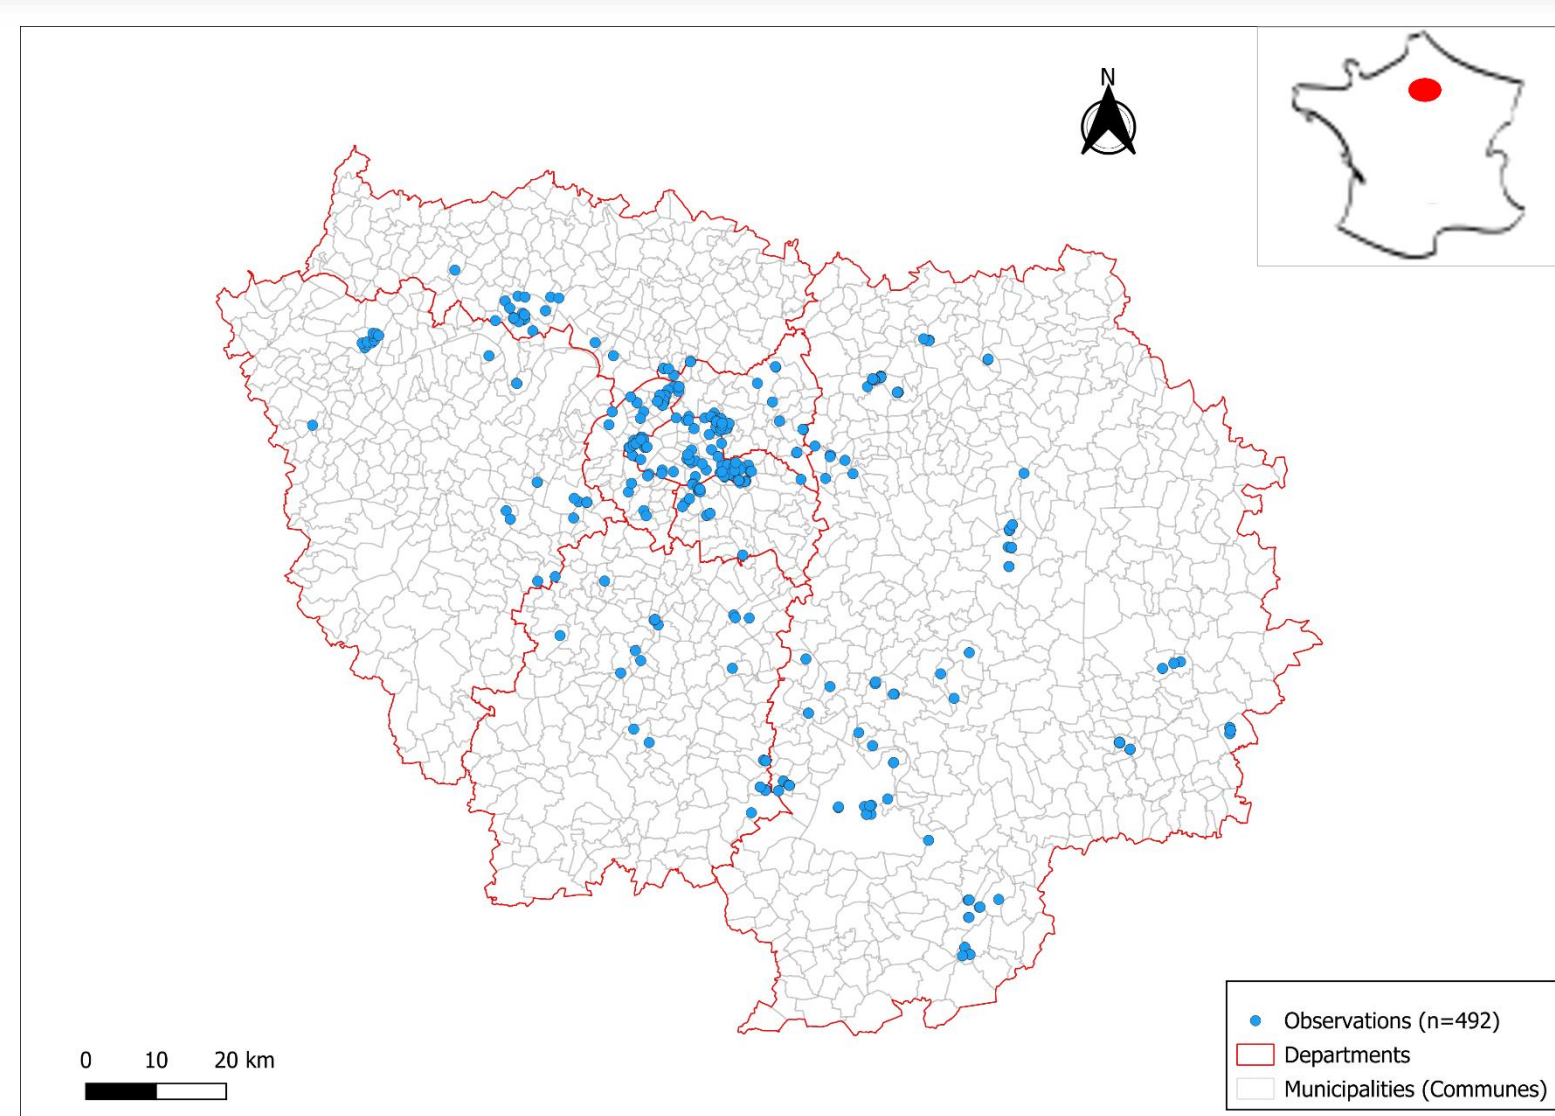 N
Observations (n=492)
Departments
Municipalities (Communes)
0 10 20 km